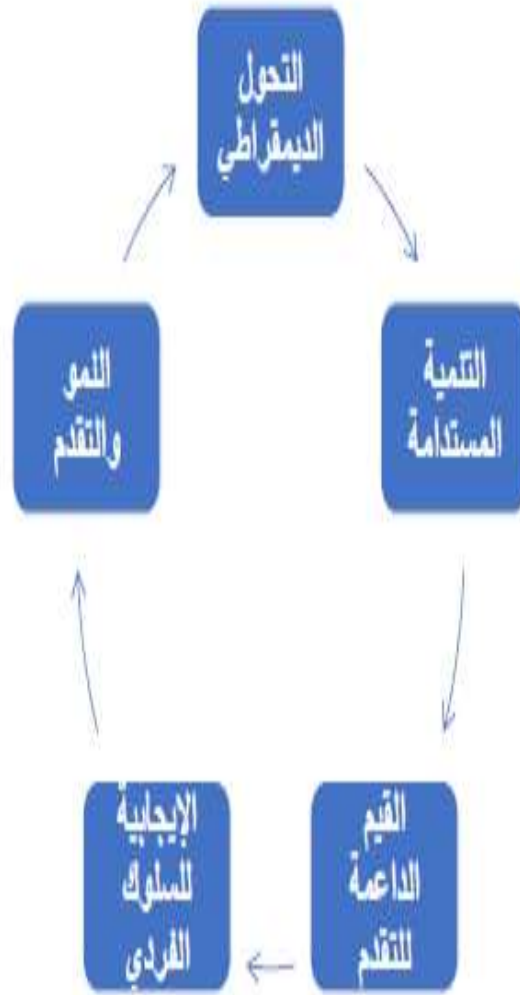 التحول
الديمقراطي
التنمية
المستدامة
القيم
الداعمة
للتقدم
الإيجابية
للسلوك
الفردي
النمو
والتقدم